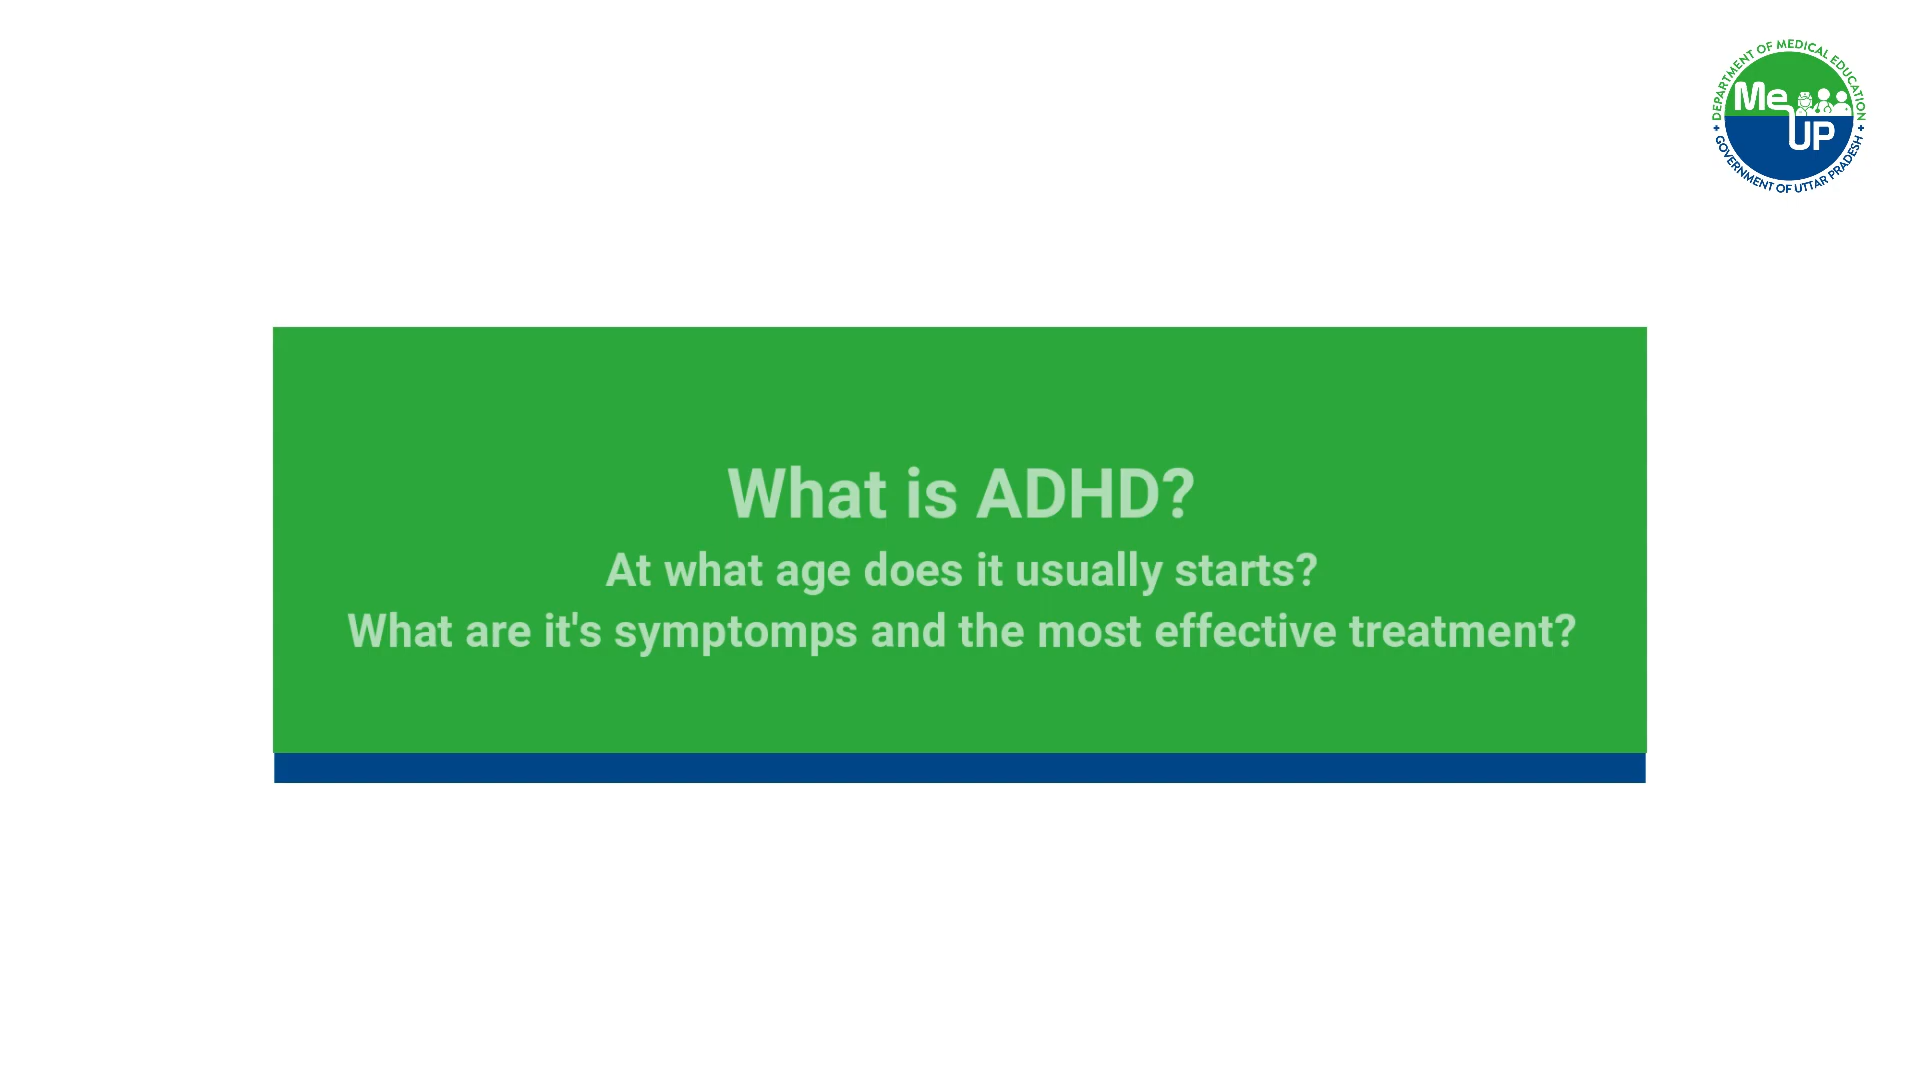 DEPARTMENT OF MEDICAL EDUCATION
Me
UP
GOVERNMENT OF UTTAR PRADESH
What is ADHD?
At what age does it usually starts?
What are it's symptomps and the most effective treatment?